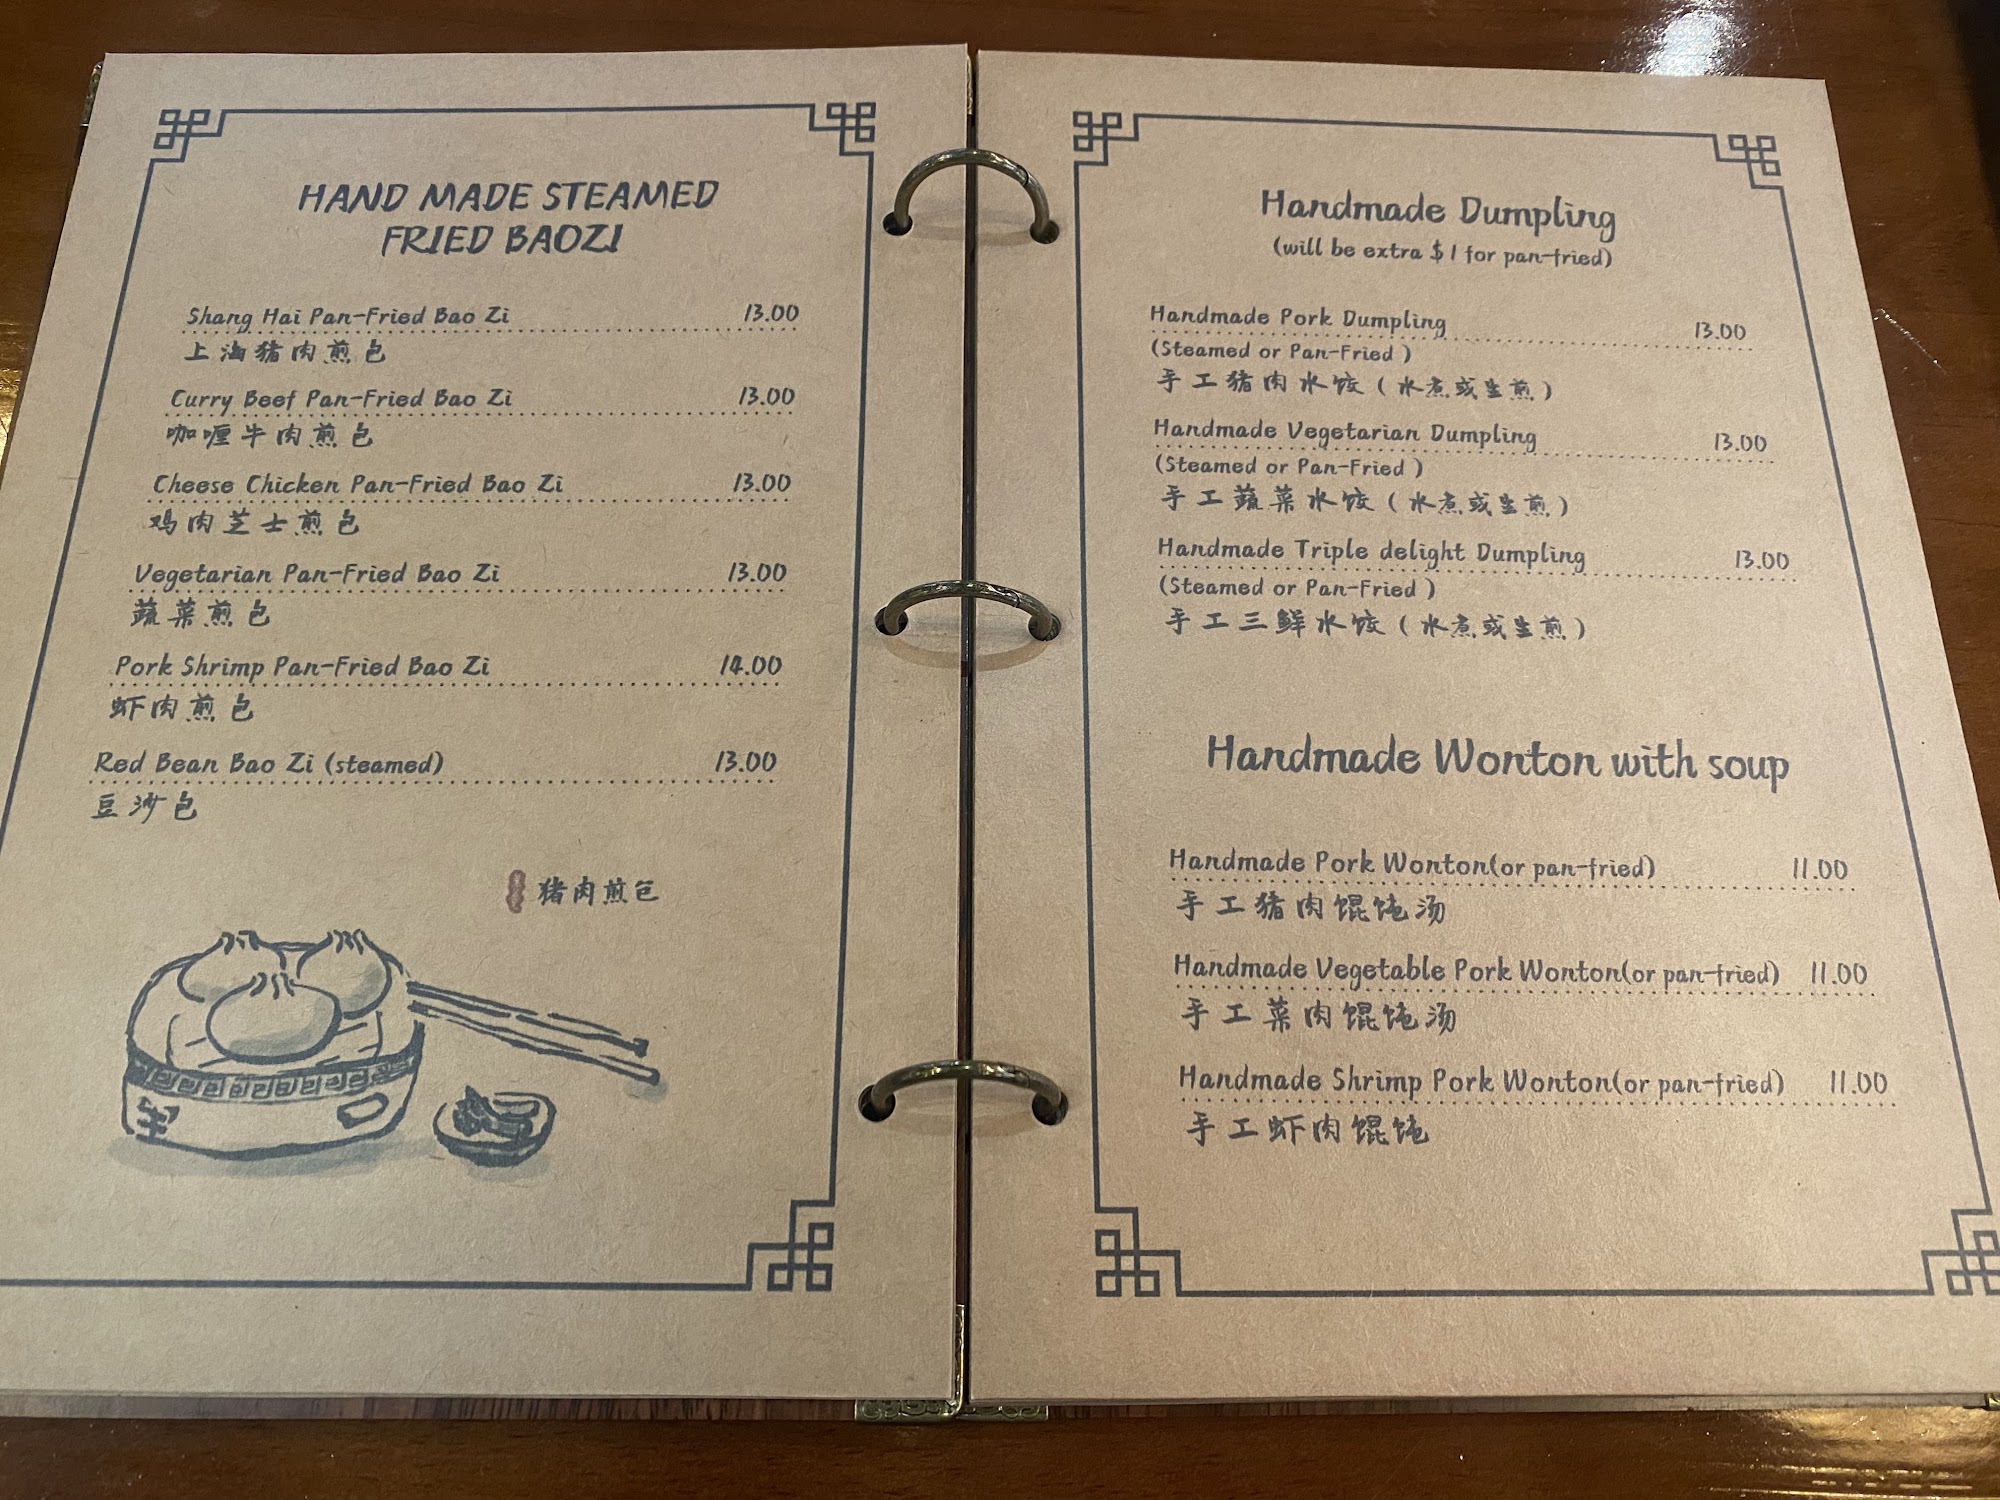 HAND MADE STEAMED
FRIED BAOZI
Shang Hai Pan-Fried Bao Zi 13.00
上海猪肉煎包
Curry Beef Pan-Fried Bao Zi 13.00
咖喱牛肉煎包
Cheese Chicken Pan-Fried Bao Zi 13.00
鸡肉芝士煎包
Vegetarian Pan-Fried Bao Zi 13.00
蔬菜煎包
Pork Shrimp Pan-Fried Bao Zi 14.00
虾肉煎包
Red Bean Bao Zi (steamed) 13.00
豆沙包
猪肉煎包
Handmade Dumpling
(will be extra $1 for pan-fried)
Handmade Pork Dumpling 13.00
(Steamed or Pan-Fried )
手工猪肉水饺(水煮或生煎)
Handmade Vegetarian Dumpling 13.00
(Steamed or Pan-Fried )
手工蔬菜水饺(水煮或生煎)
Handmade Triple delight Dumpling 13.00
(Steamed or Pan-Fried )
手工三鲜水饺(水煮或生煎)
Handmade Wonton with soup
Handmade Pork Wonton(or pan-fried) 11.00
手工猪肉馄饨汤
Handmade Vegetable Pork Wonton(or pan-fried) 11.00
手工菜肉馄饨汤
Handmade Shrimp Pork Wonton(or pan-fried) 11.00
手工虾肉馄饨